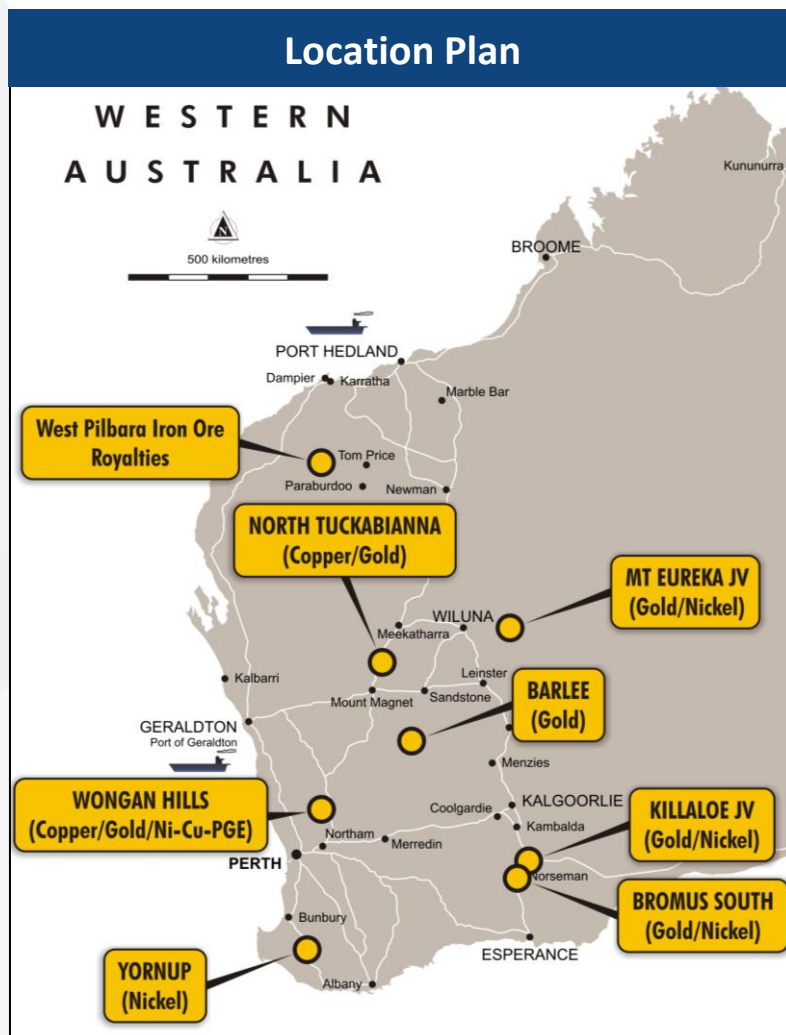 Location Plan
WESTERN
AUSTRALIA
N
500 kilometres
Kununurra
BROOME
PORT HEDLAND
Dampier
Karratha
Marble Bar
West Pilbara Iron Ore
Royalties
Tom Price
Paraburdoo
Newman
NORTH TUCKABIANNA
(Copper/Gold)
MT EUREKA JV
(Gold/Nickel)
WILUNA
Meekatharra
Kalbarri
Leinster
Mount Magnet
Sandstone
BARLEE
(Gold)
GERALDTON
Port of Geraldton
Menzies
WONGAN HILLS
(Copper/Gold/Ni-Cu-PGE)
KALGOORLIE
Coolgardie
Kambalda
KILLALOE JV
(Gold/Nickel)
Northam
Merredin
PERTH
Norseman
BROMUS SOUTH
(Gold/Nickel)
Bunbury
ESPERANCE
YORNUP
(Nickel)
Albany